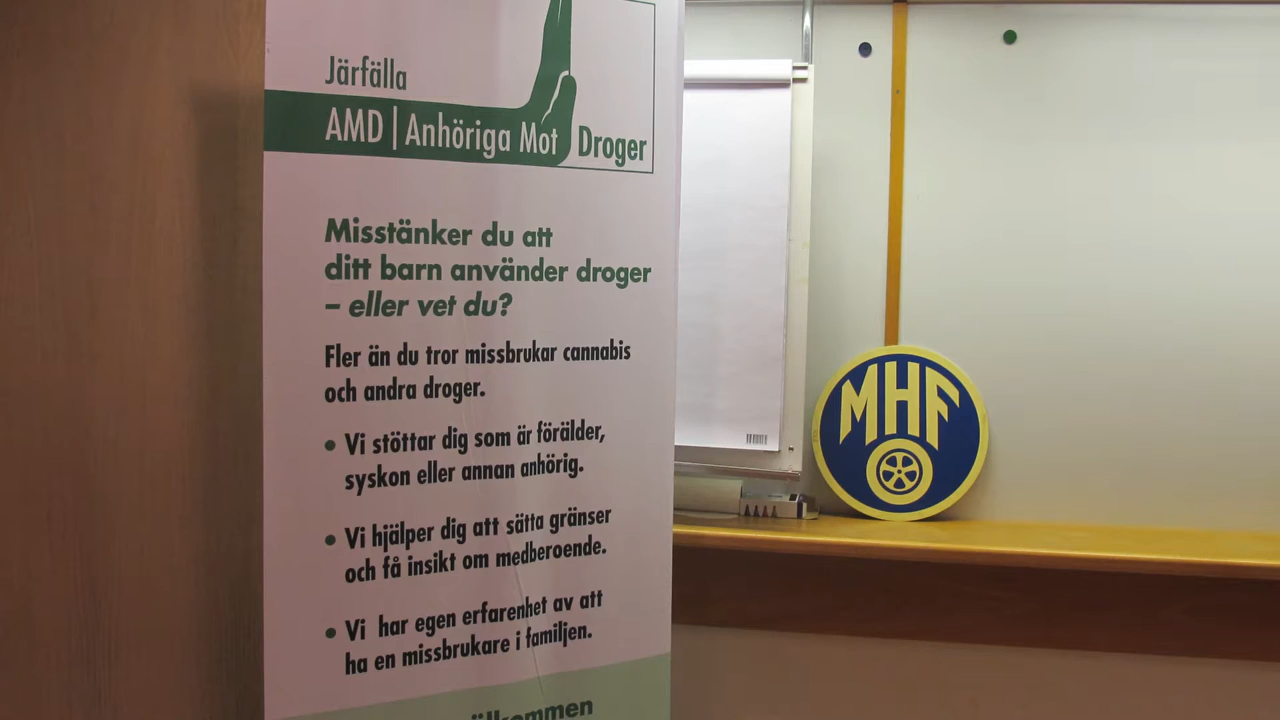 Järfälla
AMD | Anhöriga Mot Droger
Misstänker du att
ditt barn använder droger
– eller vet du?
Fler än du tror missbrukar cannabis
och andra droger.
• Vi stöttar dig som är förälder,
syskon eller annan anhörig.
• Vi hjälper dig att sätta gränser
och få insikt om medberoende.
• Vi har egen erfarenhet av att
ha en missbrukare i familjen.
MHF